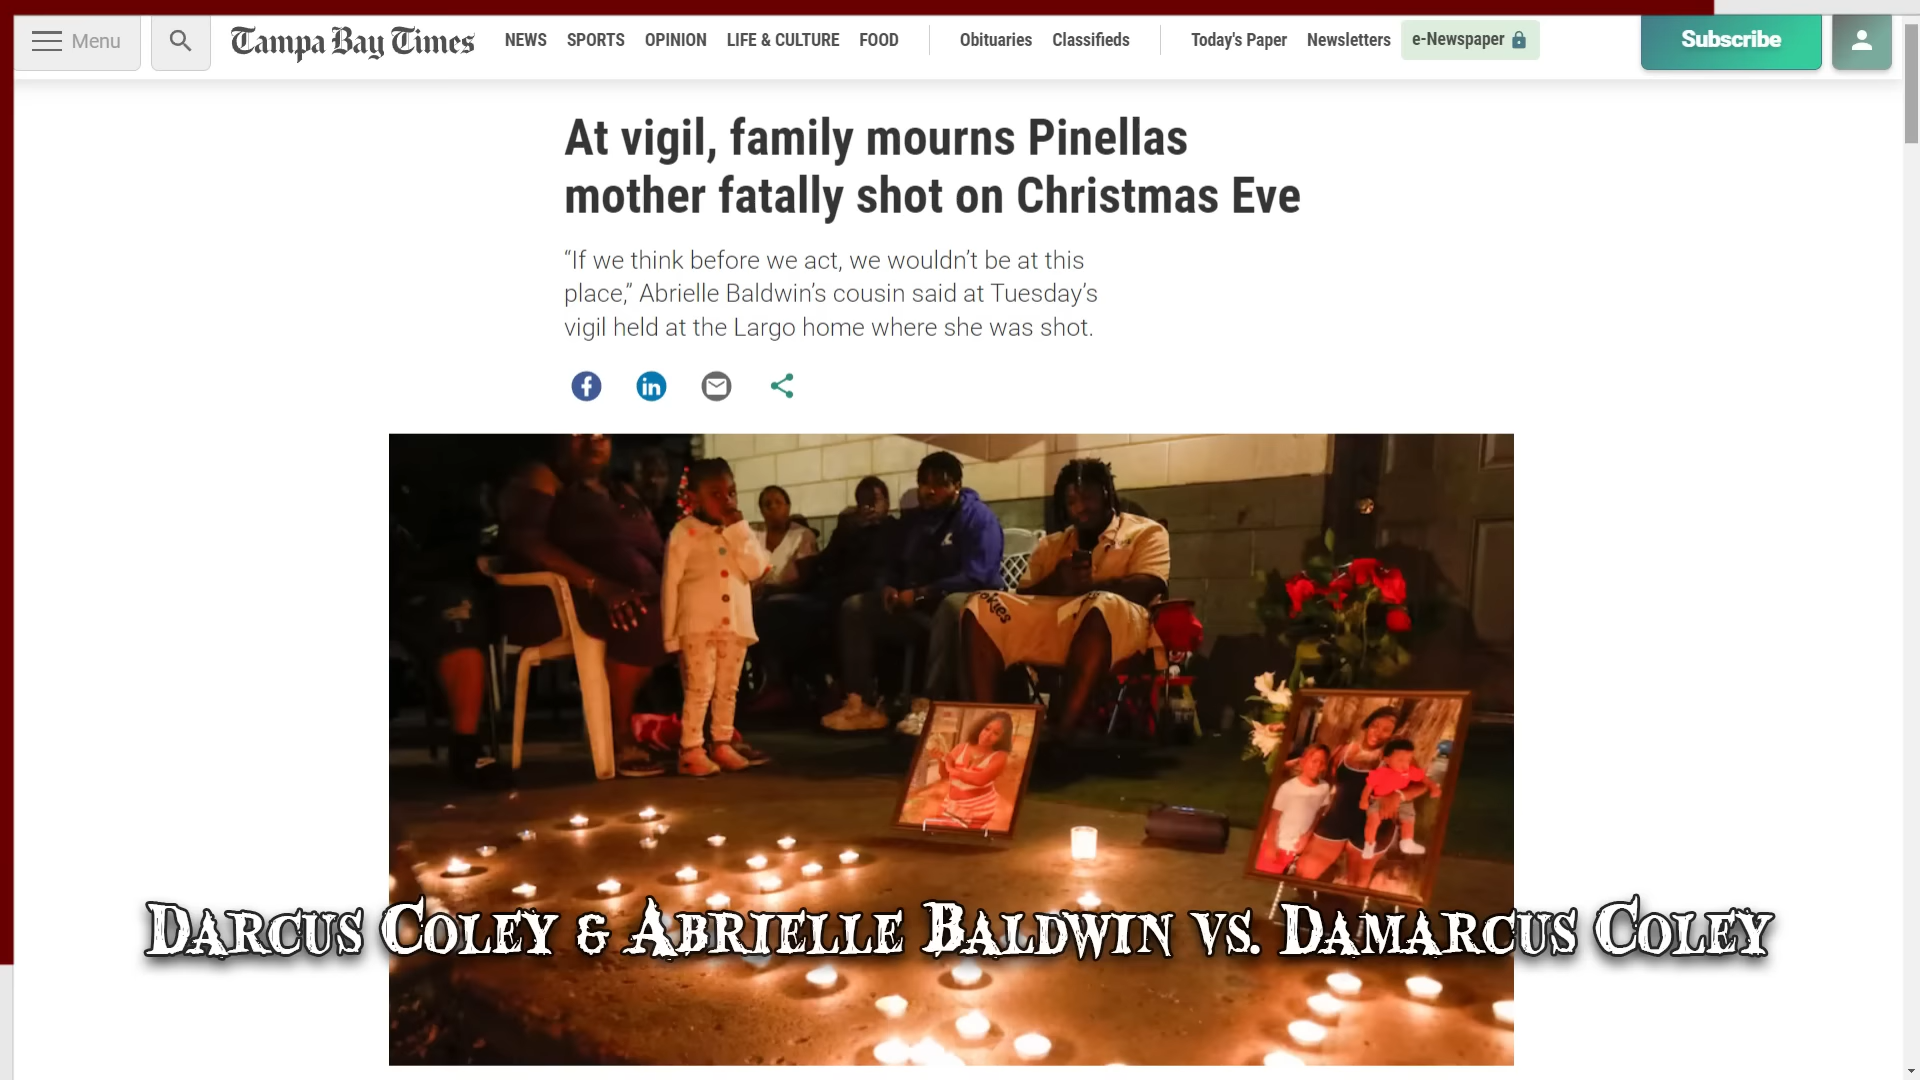 Menu
Tampa Bay Times
NEWS SPORTS OPINION LIFE & CULTURE FOOD Obituaries Classifieds Today's Paper Newsletters e-Newspaper
Subscribe
At vigil, family mourns Pinellas
mother fatally shot on Christmas Eve
“If we think before we act, we wouldn’t be at this
place,” Abrielle Baldwin’s cousin said at Tuesday’s
vigil held at the Largo home where she was shot.
Darcus Coley & Abrielle Baldwin vs. Damarcus Coley